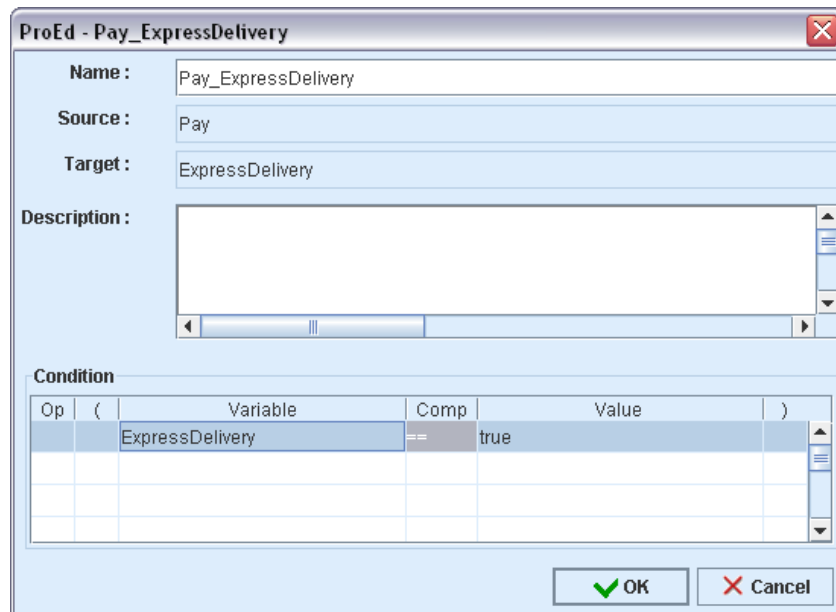 ProEd - Pay_ExpressDelivery
Name : Pay_ExpressDelivery
Source : Pay
Target : ExpressDelivery
Description :
Condition
Op ( Variable Comp Value )
ExpressDelivery == true
OK Cancel